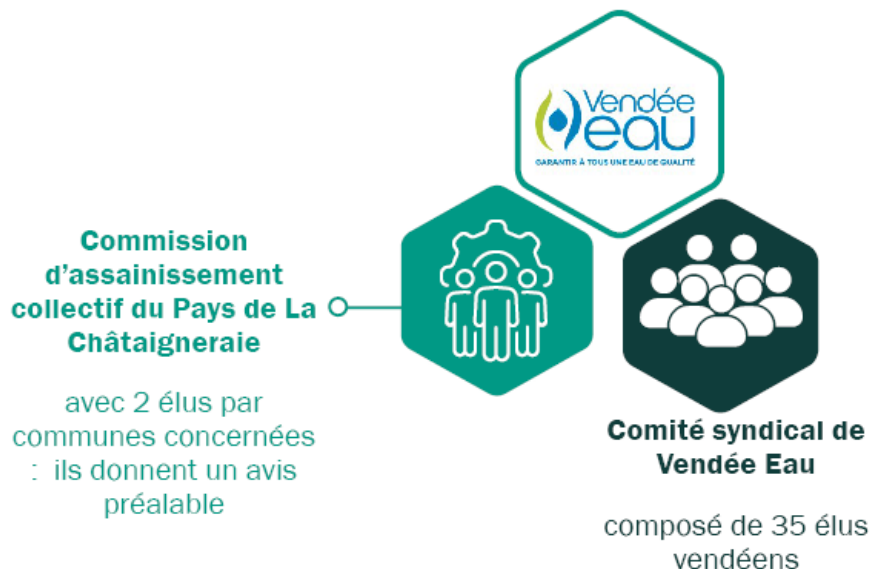 Vendée
eau
GARANTIR À TOUS UNE EAU DE QUALITÉ
Commission
d'assainissement
collectif du Pays de La
Châtaigneraie
avec 2 élus par
communes concernées
: ils donnent un avis
préalable
Comité syndical de
Vendée Eau
composé de 35 élus
vendéens